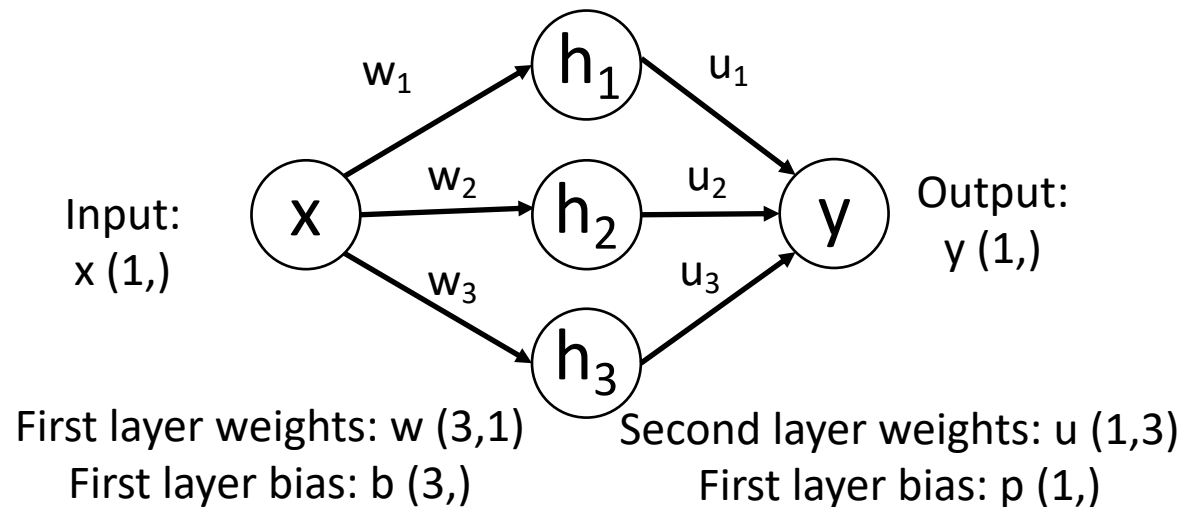 h₁
w₁
u₁
w₂
u₂
Input:
x (1,)
x
h₂
y
Output:
y (1,)
w₃
u₃
h₃
First layer weights: w (3,1)
First layer bias: b (3,)
Second layer weights: u (1,3)
First layer bias: p (1,)